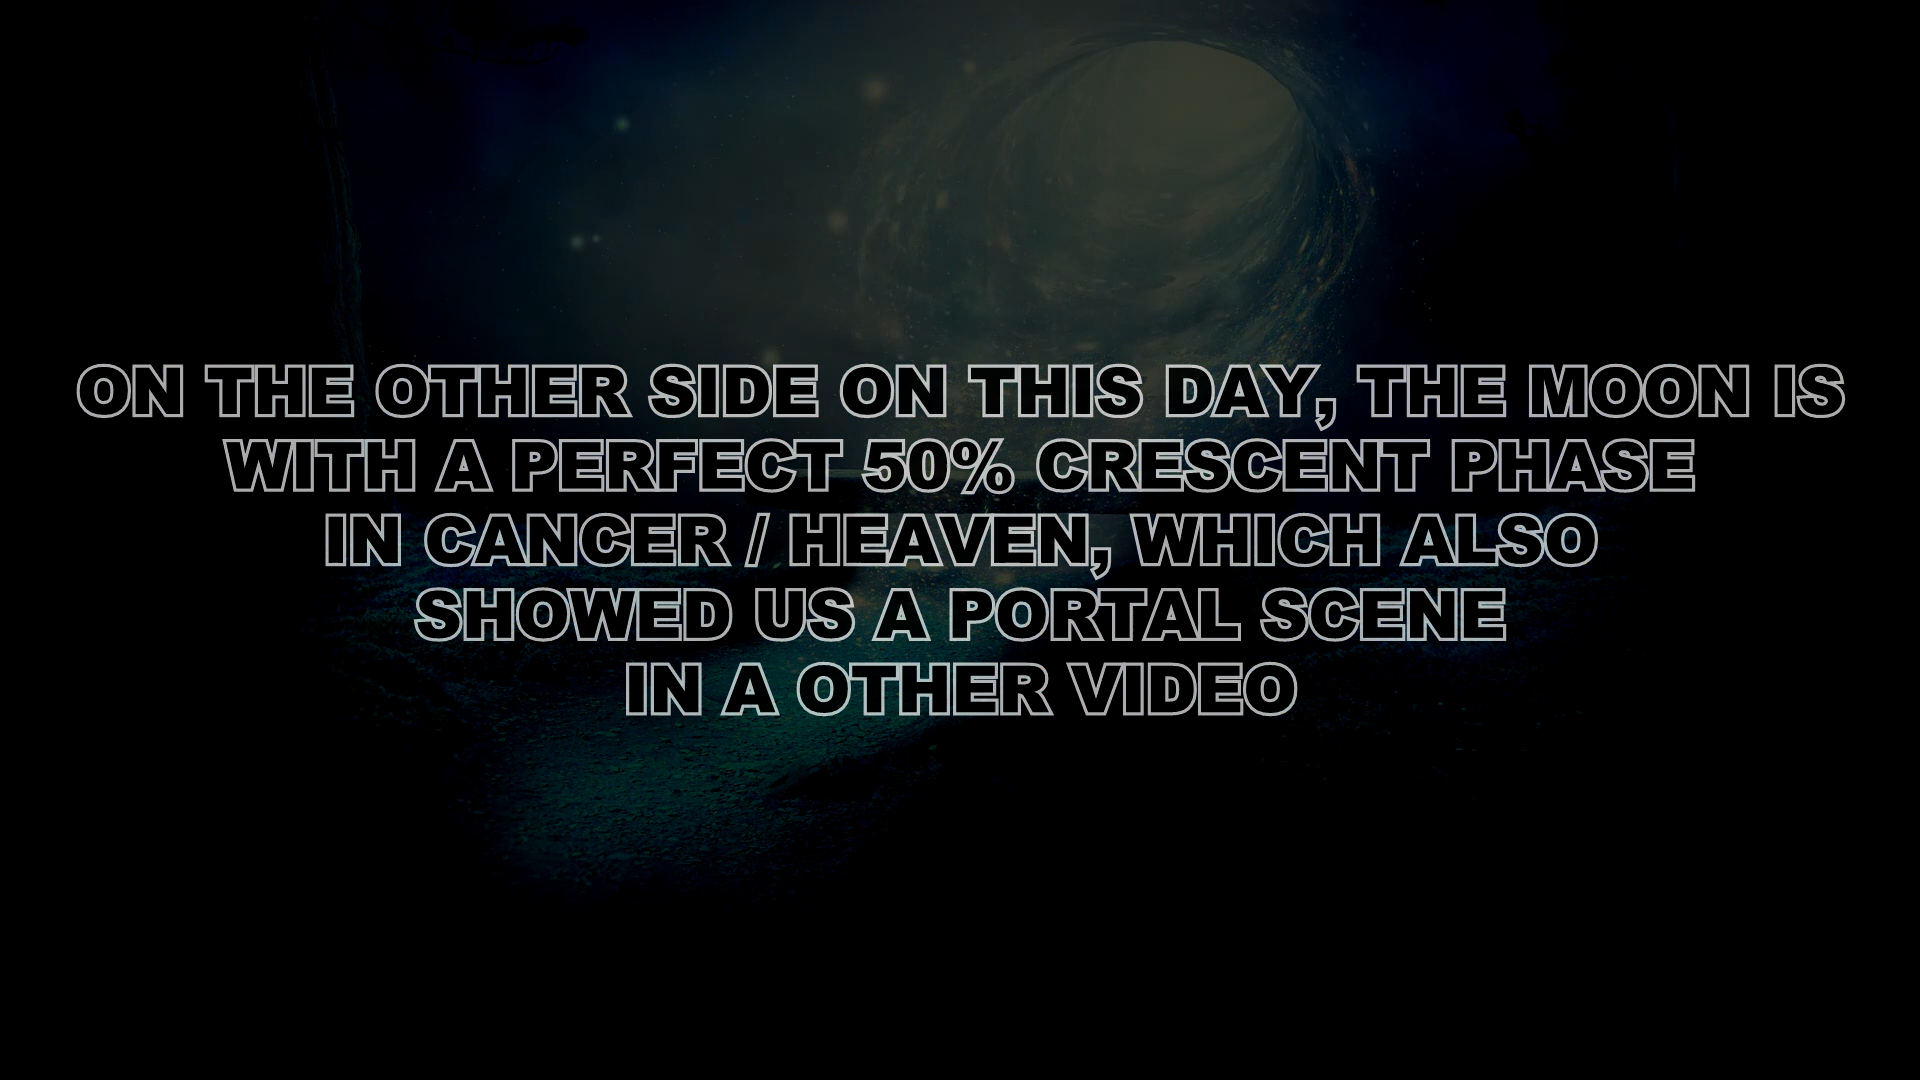 ON THE OTHER SIDE ON THIS DAY, THE MOON IS
WITH A PERFECT 50% CRESCENT PHASE
IN CANCER / HEAVEN, WHICH ALSO
SHOWED US A PORTAL SCENE
IN A OTHER VIDEO